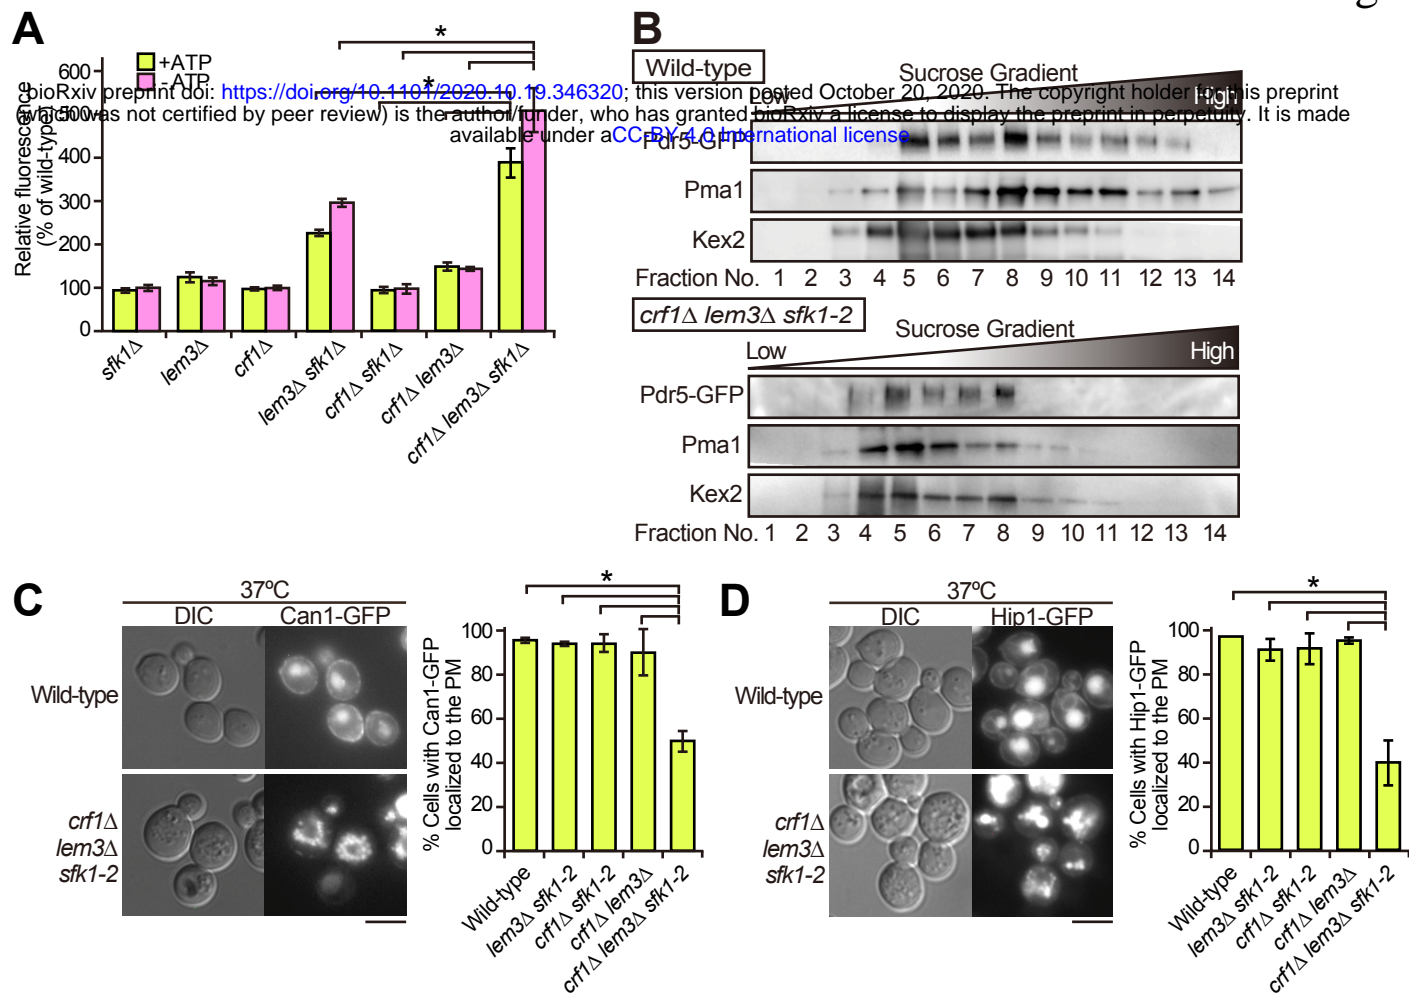 A
B
*
600
+ATP
-ATP
*
500
400
300
200
100
0
Relative fluorescence
(% of wild-type)
sfk1Δ
lem3Δ
crf1Δ
lem3Δ sfk1Δ
crf1Δ sfk1Δ
crf1Δ lem3Δ
crf1Δ lem3Δ sfk1Δ
bioRxiv preprint doi: https://doi.org/10.1101/2020.10.19.346320; this version posted October 20, 2020. The copyright holder for this preprint
(which was not certified by peer review) is the author/funder, who has granted bioRxiv a license to display the preprint in perpetuity. It is made
available under aCC-BY 4.0 International license.
Wild-type
Sucrose Gradient
Low
High
Pdr5-GFP
Pma1
Kex2
Fraction No. 1 2 3 4 5 6 7 8 9 10 11 12 13 14
crf1Δ lem3Δ sfk1-2
Sucrose Gradient
Low
High
Pdr5-GFP
Pma1
Kex2
Fraction No. 1 2 3 4 5 6 7 8 9 10 11 12 13 14
C
37ºC
DIC Can1-GFP
Wild-type
crf1Δ
lem3Δ
sfk1-2
*
100
80
60
40
20
0
% Cells with Can1-GFP
localized to the PM
Wild-type
lem3Δ sfk1-2
crf1Δ sfk1-2
crf1Δ lem3Δ
crf1Δ lem3Δ sfk1-2
D
37ºC
DIC Hip1-GFP
Wild-type
crf1Δ
lem3Δ
sfk1-2
*
100
80
60
40
20
0
% Cells with Hip1-GFP
localized to the PM
Wild-type
lem3Δ sfk1-2
crf1Δ sfk1-2
crf1Δ lem3Δ
crf1Δ lem3Δ sfk1-2